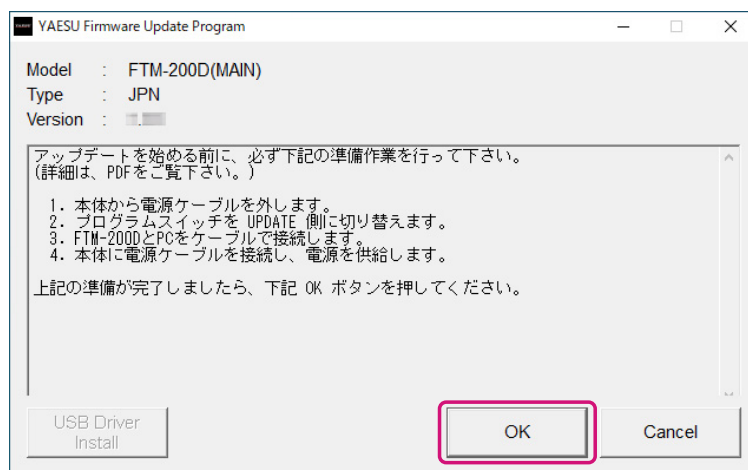 YAESU Firmware Update Program
Model : FTM-200D(MAIN)
Type : JPN
Version :
アップデートを始める前に、必ず下記の準備作業を行って下さい。
(詳細は、PDFをご覧下さい。)
1. 本体から電源ケーブルを外します。
2. プログラムスイッチを UPDATE 側に切り替えます。
3. FTM-200DとPCをケーブルで接続します。
4. 本体に電源ケーブルを接続し、電源を供給します。
上記の準備が完了しましたら、下記 OK ボタンを押してください。
USB Driver
Install
OK
Cancel